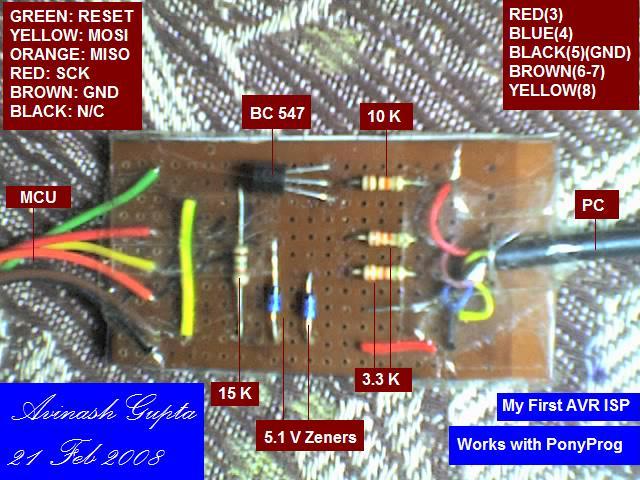 GREEN: RESET
YELLOW: MOSI
ORANGE: MISO
RED: SCK
BROWN: GND
BLACK: N/C
RED(3)
BLUE(4)
BLACK(5)(GND)
BROWN(6-7)
YELLOW(8)
BC 547
10 K
MCU
PC
15 K
3.3 K
5.1 V Zeners
Avinash Gupta
21 Feb 2008
My First AVR ISP
Works with PonyProg